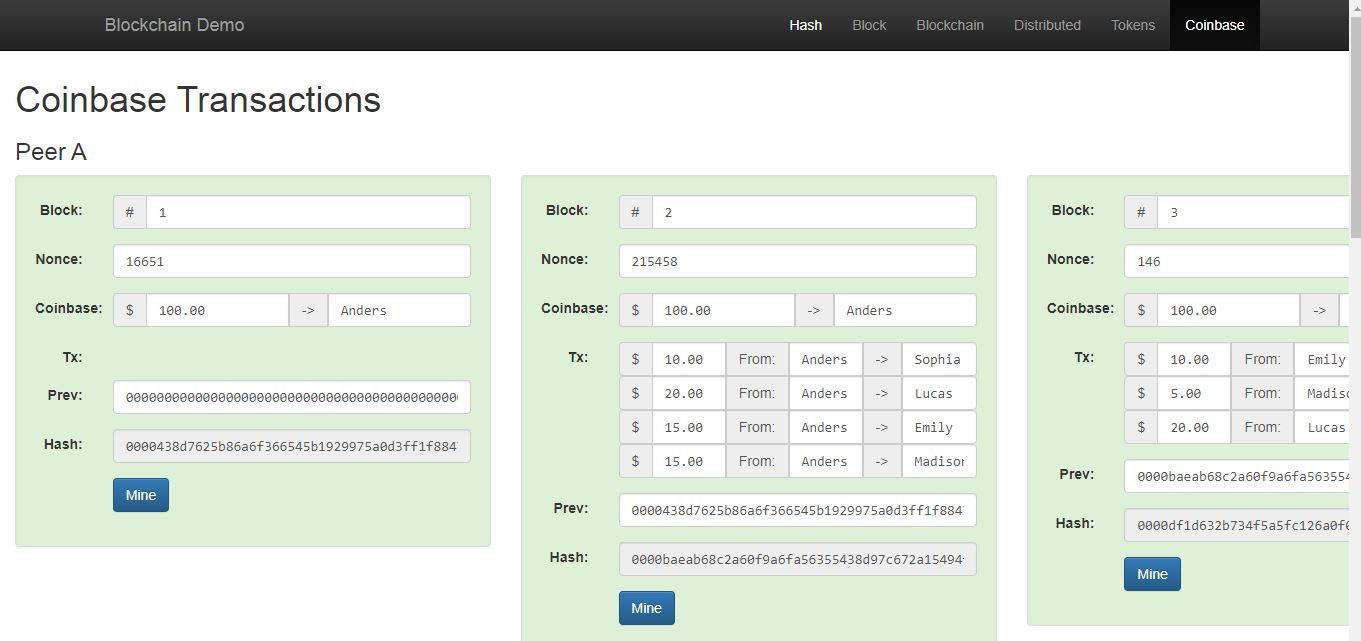 Blockchain Demo Hash Block Blockchain Distributed Tokens Coinbase
Coinbase Transactions
Peer A
Block: # 1
Nonce: 16651
Coinbase: $ 100.00 -> Anders
Tx:
Prev: 00000000000000000000000000000000000000000000
Hash: 0000438d7625b86a6f366545b1929975a0d3ff1f884
Mine
Block: # 2
Nonce: 215458
Coinbase: $ 100.00 -> Anders
Tx: $ 10.00 From: Anders -> Sophia
$ 20.00 From: Anders -> Lucas
$ 15.00 From: Anders -> Emily
$ 15.00 From: Anders -> Madison
Prev: 0000438d7625b86a6f366545b1929975a0d3ff1f884
Hash: 0000baeab68c2a60f9a6fa56355438d97c672a15494
Mine
Block: # 3
Nonce: 146
Coinbase: $ 100.00 ->
Tx: $ 10.00 From: Emily
$ 5.00 From: Madiso
$ 20.00 From: Lucas
Prev: 0000baeab68c2a60f9a6fa563554
Hash: 0000df1d632b734f5a5fc126a0f
Mine